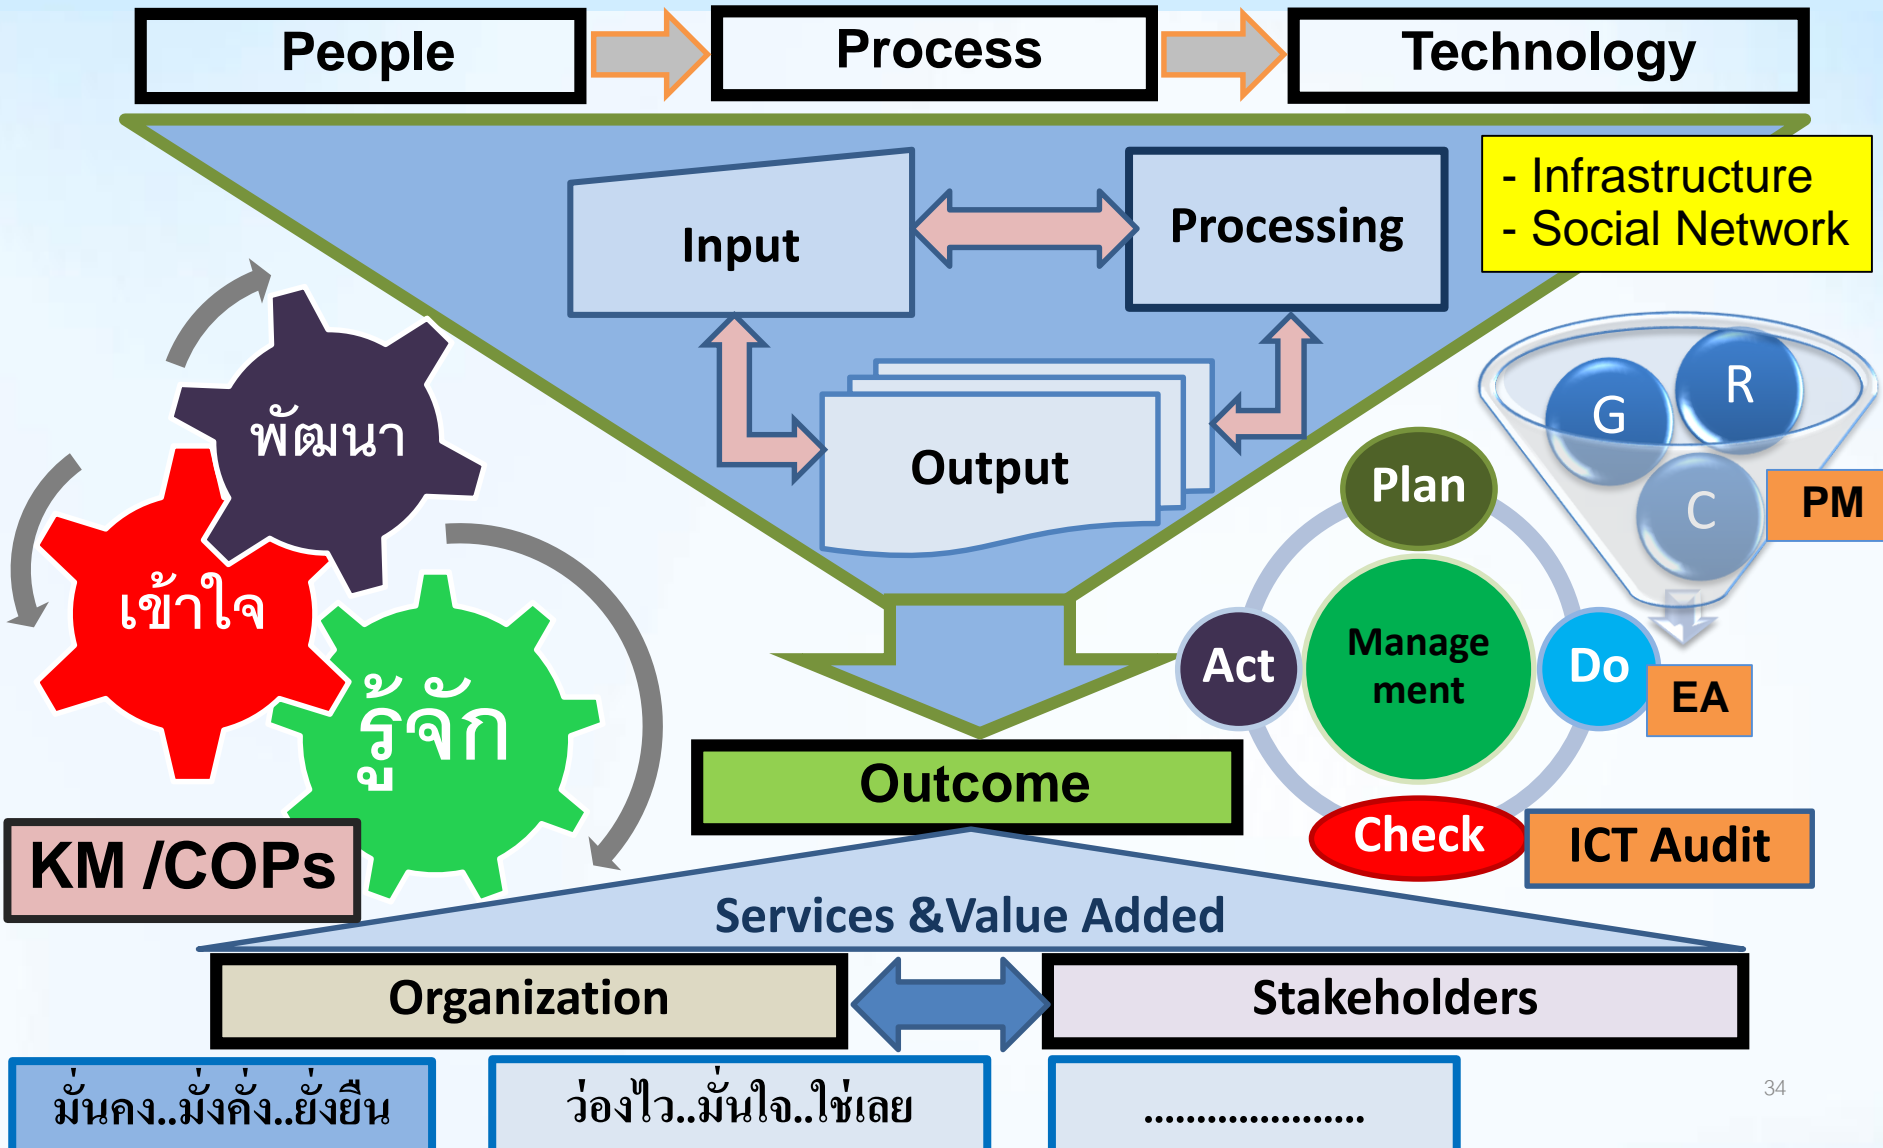 People
Process
Technology
- Infrastructure
- Social Network
Input
Processing
Output
พัฒนา
เข้าใจ
รู้จัก
KM /COPs
G
R
C
PM
Plan
Act
Manage
ment
Do
EA
Check
ICT Audit
Outcome
Services &Value Added
Organization
Stakeholders
มั่นคง..มั่งคั่ง..ยั่งยืน
ว่องไว..มั่นใจ..ใช่เลย
.....................
34